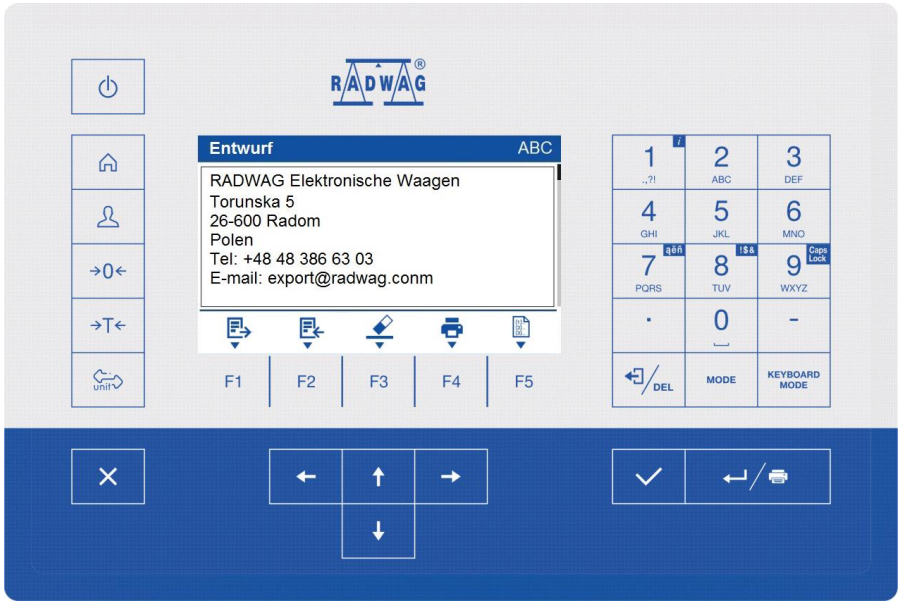 RADWAG®
Entwurf ABC
RADWAG Elektronische Waagen
Torunska 5
26-600 Radom
Polen
Tel: +48 48 386 63 03
E-mail: export@radwag.conm
F1 F2 F3 F4 F5
→0←
→T←
unit
1 i
.,?!
2
ABC
3
DEF
4
GHI
5
JKL
6
MNO
7 ąёñ
PQRS
8 !$&
TUV
9 Caps Lock
WXYZ
.
0
-
/DEL
MODE
KEYBOARD
MODE